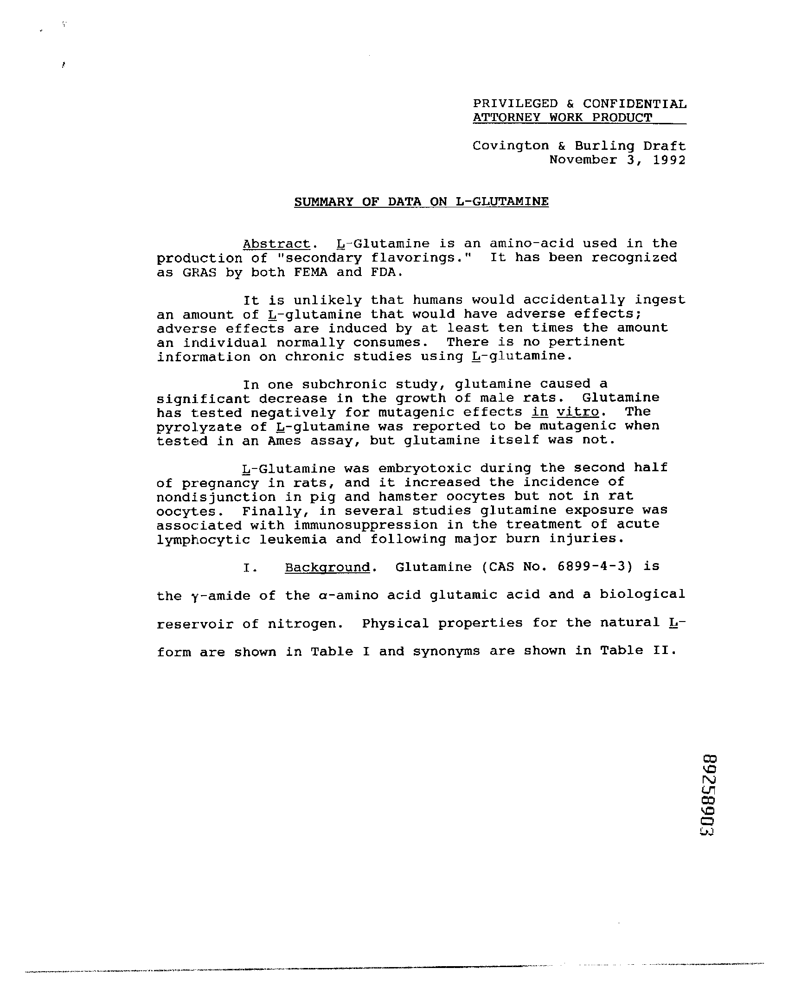 PRIVILEGED & CONFIDENTIAL
ATTORNEY WORK PRODUCT
Covington & Burling Draft
November 3, 1992
SUMMARY OF DATA ON L-GLUTAMINE
Abstract. L-Glutamine is an amino-acid used in the
production of "secondary flavorings." It has been recognized
as GRAS by both FEMA and FDA.
It is unlikely that humans would accidentally ingest
an amount of L-glutamine that would have adverse effects;
adverse effects are induced by at least ten times the amount
an individual normally consumes. There is no pertinent
information on chronic studies using L-glutamine.
In one subchronic study, glutamine caused a
significant decrease in the growth of male rats. Glutamine
has tested negatively for mutagenic effects in vitro. The
pyrolyzate of L-glutamine was reported to be mutagenic when
tested in an Ames assay, but glutamine itself was not.
L-Glutamine was embryotoxic during the second half
of pregnancy in rats, and it increased the incidence of
nondisjunction in pig and hamster oocytes but not in rat
oocytes. Finally, in several studies glutamine exposure was
associated with immunosuppression in the treatment of acute
lymphocytic leukemia and following major burn injuries.
I. Background. Glutamine (CAS No. 6899-4-3) is
the γ-amide of the α-amino acid glutamic acid and a biological
reservoir of nitrogen. Physical properties for the natural L-
form are shown in Table I and synonyms are shown in Table II.
89258903